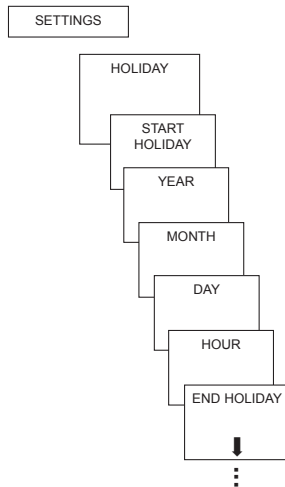 SETTINGS
HOLIDAY
START
HOLIDAY
YEAR
MONTH
DAY
HOUR
END HOLIDAY